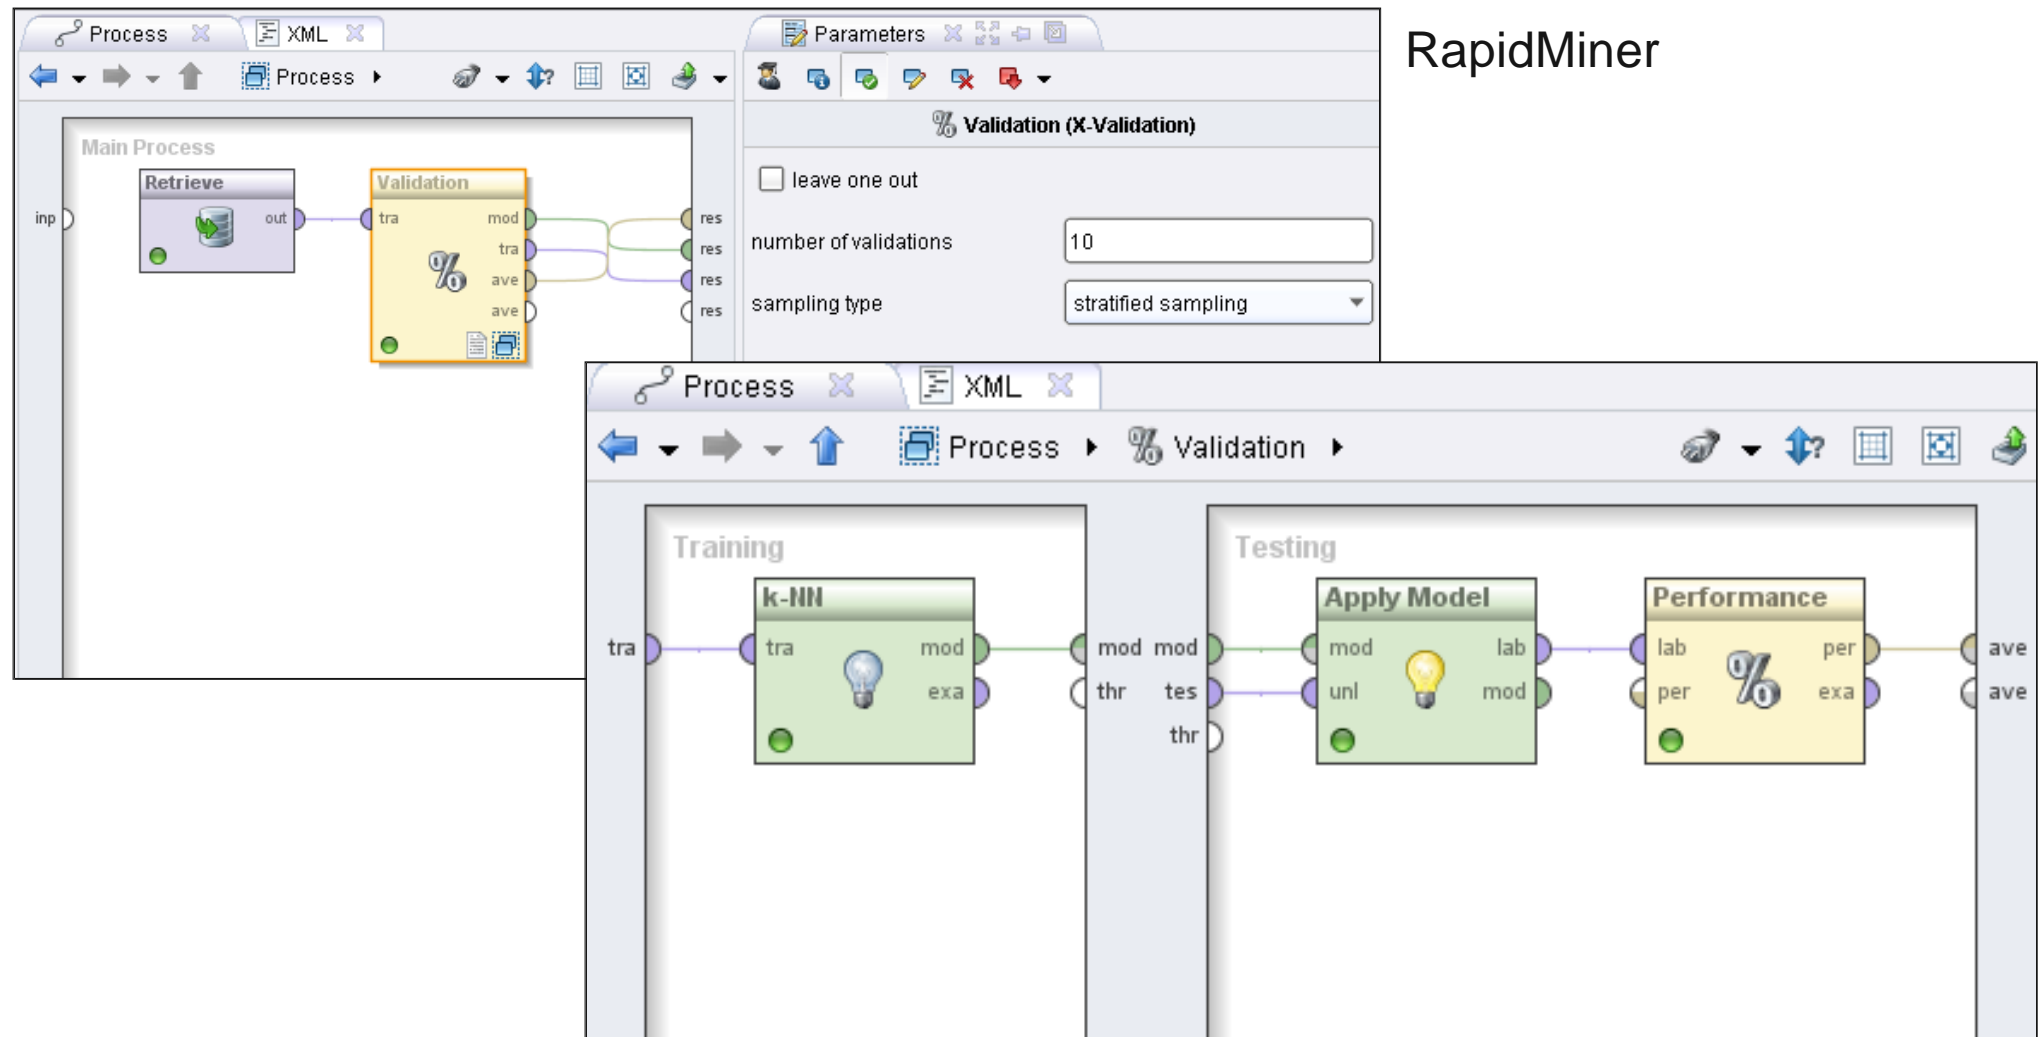 Process
XML
Process
Main Process
Retrieve
out
inp
Validation
tra
mod
tra
ave
ave
res
res
res
res
Parameters
Validation (X-Validation)
leave one out
number of validations
10
sampling type
stratified sampling
RapidMiner
Process
XML
Process
Validation
Training
k-NN
tra
tra
mod
exa
mod
thr
mod
tes
thr
Testing
Apply Model
mod
unl
lab
mod
Performance
lab
per
per
exa
ave
ave